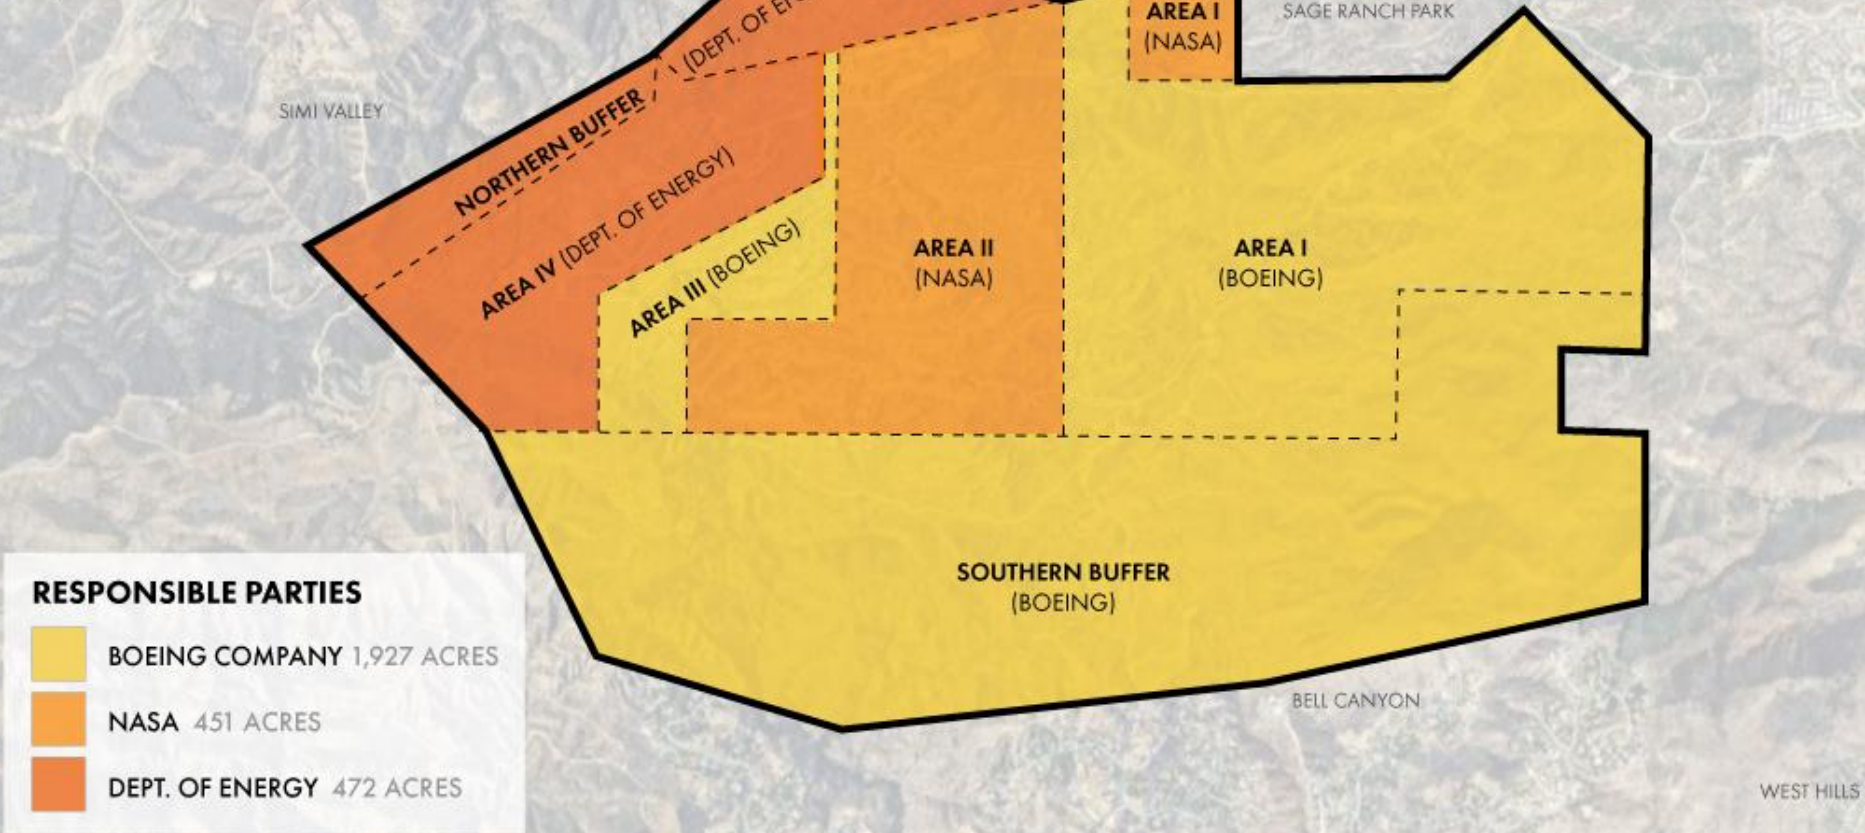 (DEPT. OF
AREA I
(NASA)
SAGE RANCH PARK
SIMI VALLEY
NORTHERN BUFFER
AREA IV (DEPT. OF ENERGY)
AREA III (BOEING)
AREA II
(NASA)
AREA I
(BOEING)
SOUTHERN BUFFER
(BOEING)
RESPONSIBLE PARTIES
BOEING COMPANY 1,927 ACRES
NASA 451 ACRES
DEPT. OF ENERGY 472 ACRES
BELL CANYON
WEST HILLS